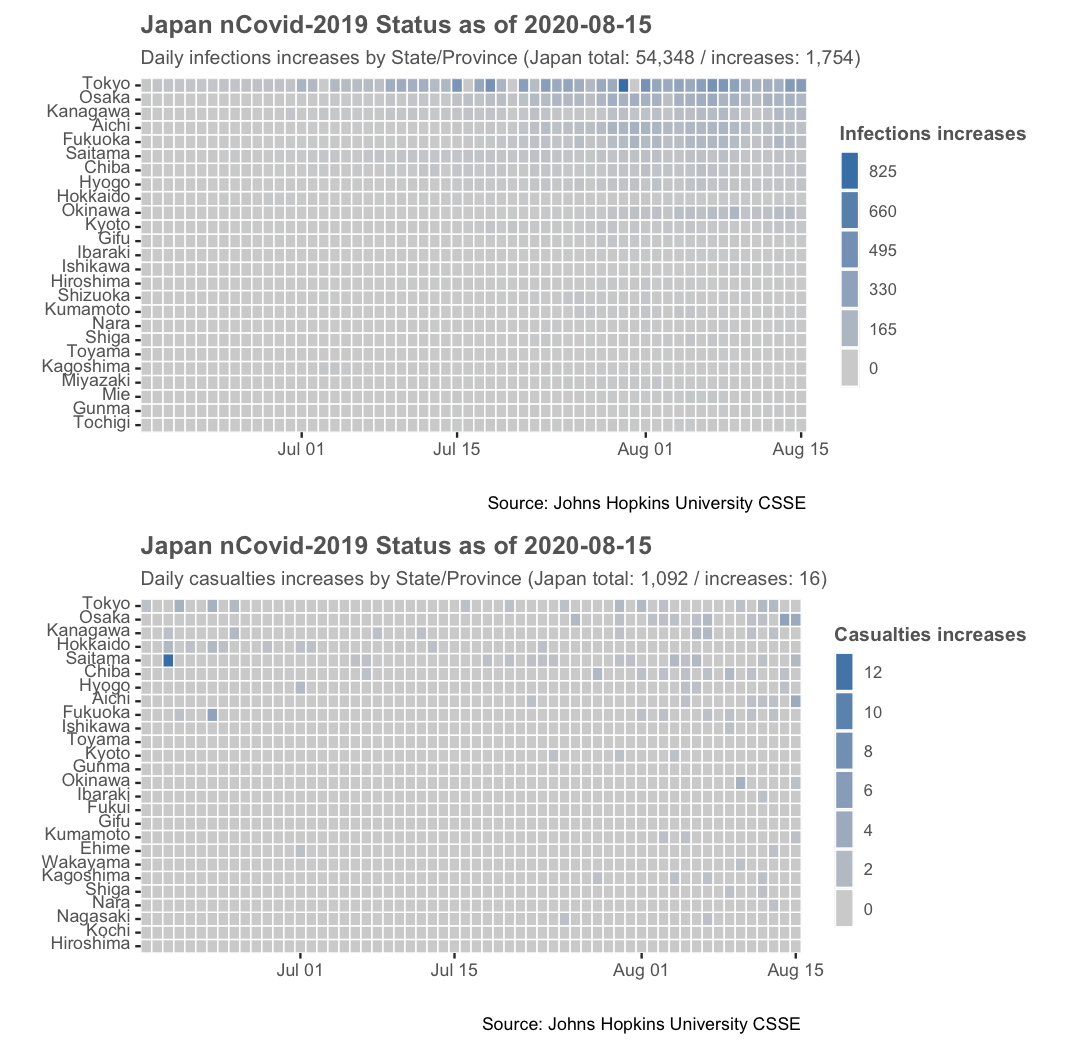 Japan nCovid-2019 Status as of 2020-08-15
Daily infections increases by State/Province (Japan total: 54,348 / increases: 1,754)
Tokyo
Osaka
Kanagawa
Aichi
Fukuoka
Saitama
Chiba
Hyogo
Hokkaido
Okinawa
Kyoto
Gifu
Ibaraki
Ishikawa
Hiroshima
Shizuoka
Kumamoto
Nara
Shiga
Toyama
Kagoshima
Miyazaki
Mie
Gunma
Tochigi
Jul 01
Jul 15
Aug 01
Aug 15
Infections increases
825
660
495
330
165
0
Source: Johns Hopkins University CSSE
Japan nCovid-2019 Status as of 2020-08-15
Daily casualties increases by State/Province (Japan total: 1,092 / increases: 16)
Tokyo
Osaka
Kanagawa
Hokkaido
Saitama
Chiba
Hyogo
Aichi
Fukuoka
Ishikawa
Toyama
Kyoto
Gunma
Okinawa
Ibaraki
Fukui
Gifu
Kumamoto
Ehime
Wakayama
Kagoshima
Shiga
Nara
Nagasaki
Kochi
Hiroshima
Jul 01
Jul 15
Aug 01
Aug 15
Casualties increases
12
10
8
6
4
2
0
Source: Johns Hopkins University CSSE